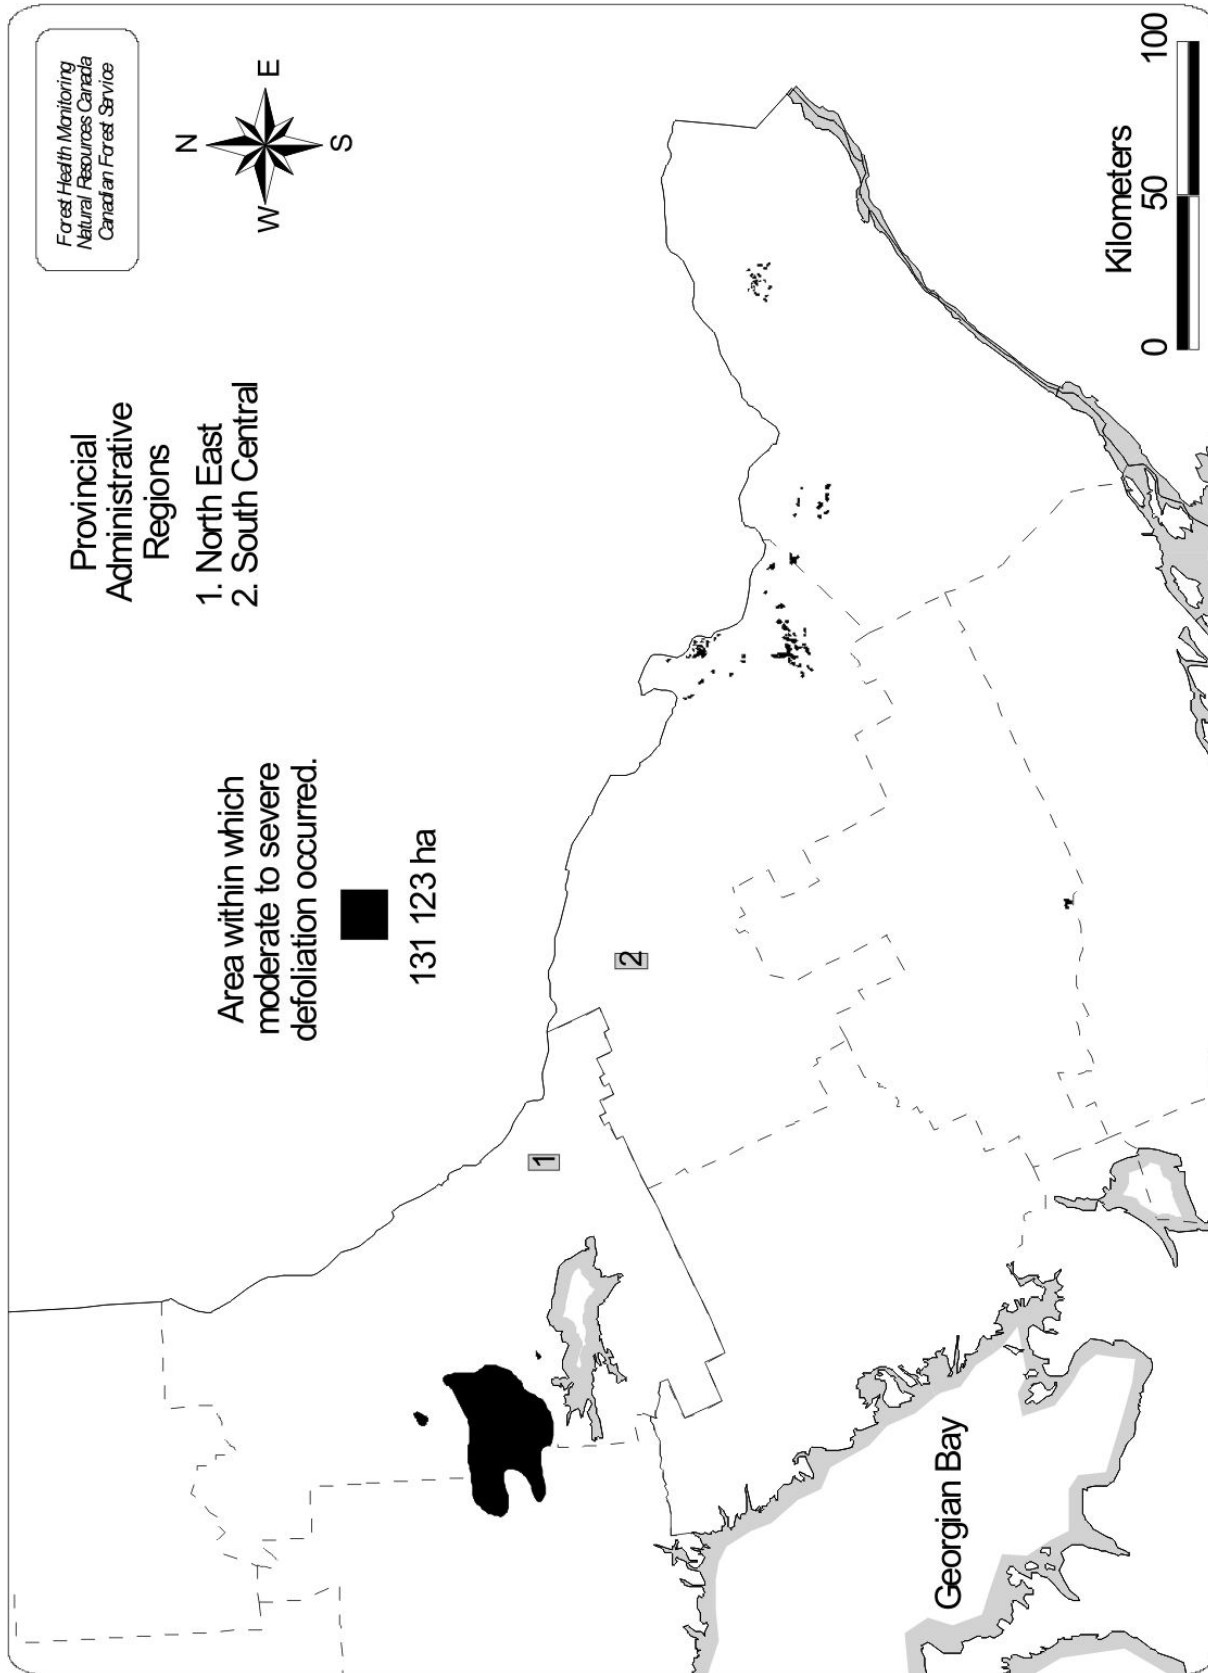 Forest Health Monitoring
Natural Resources Canada
Canadian Forest Service
N
W
E
S
Provincial
Administrative
Regions
1. North East
2. South Central
Area within which
moderate to severe
defoliation occurred.
131 123 ha
1
2
Georgian Bay
Kilometers
0 50 100